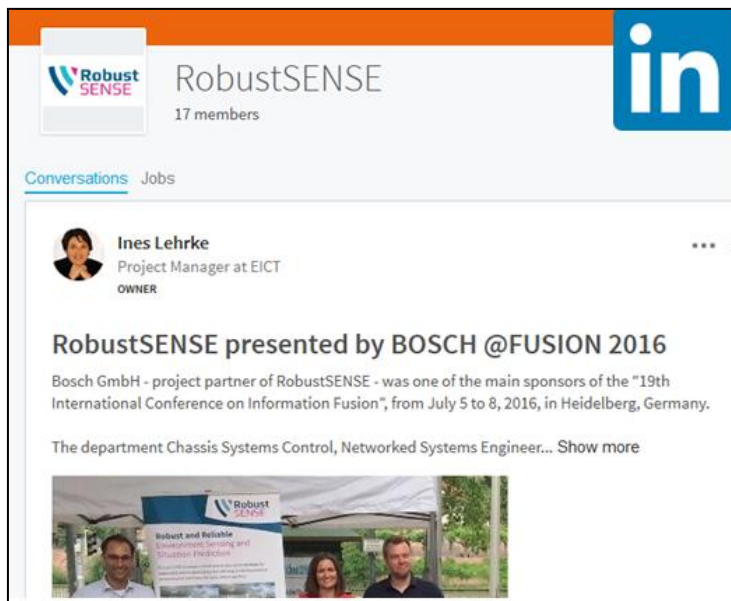 Robust
SENSE
RobustSENSE
17 members
in
Conversations Jobs
Ines Lehrke
Project Manager at EICT
OWNER
RobustSENSE presented by BOSCH @FUSION 2016
Bosch GmbH - project partner of RobustSENSE - was one of the main sponsors of the "19th
International Conference on Information Fusion", from July 5 to 8, 2016, in Heidelberg, Germany.
The department Chassis Systems Control, Networked Systems Engineer... Show more
Robust
SENSE
Robust and Reliable
Environment Sensing and
Situation Prediction